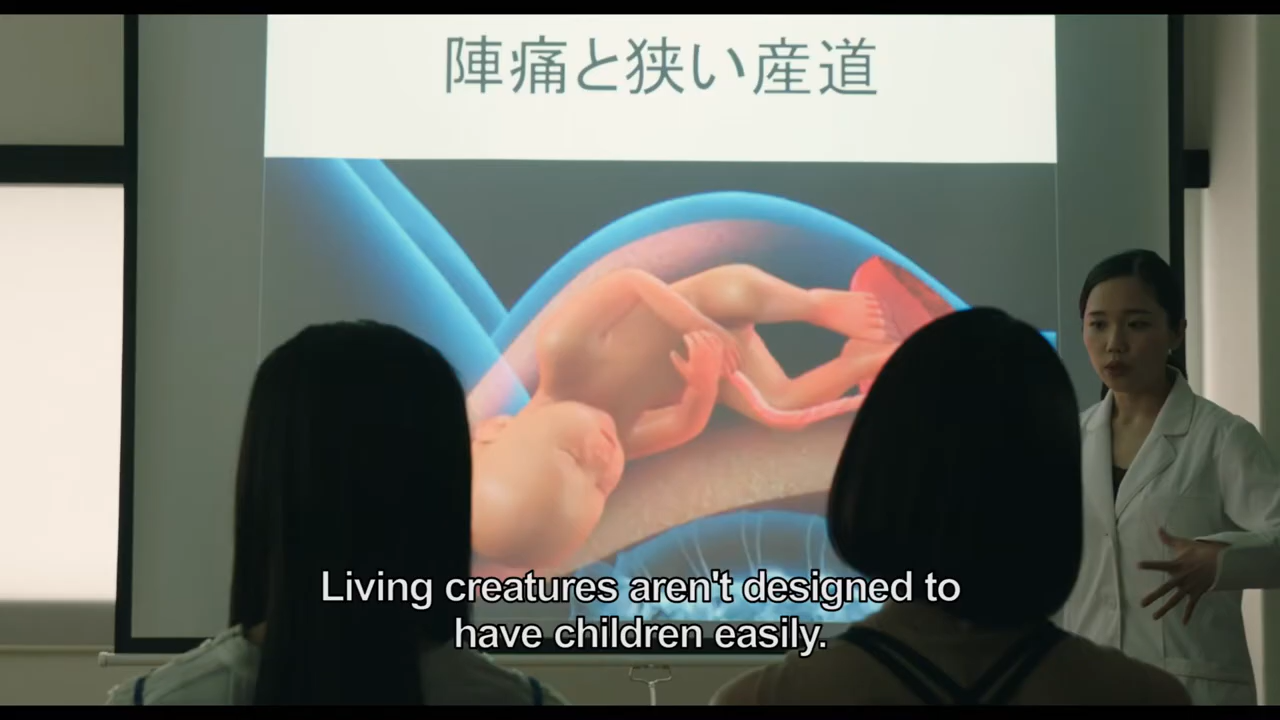 陣痛と狭い産道
Living creatures aren't designed to
have children easily.